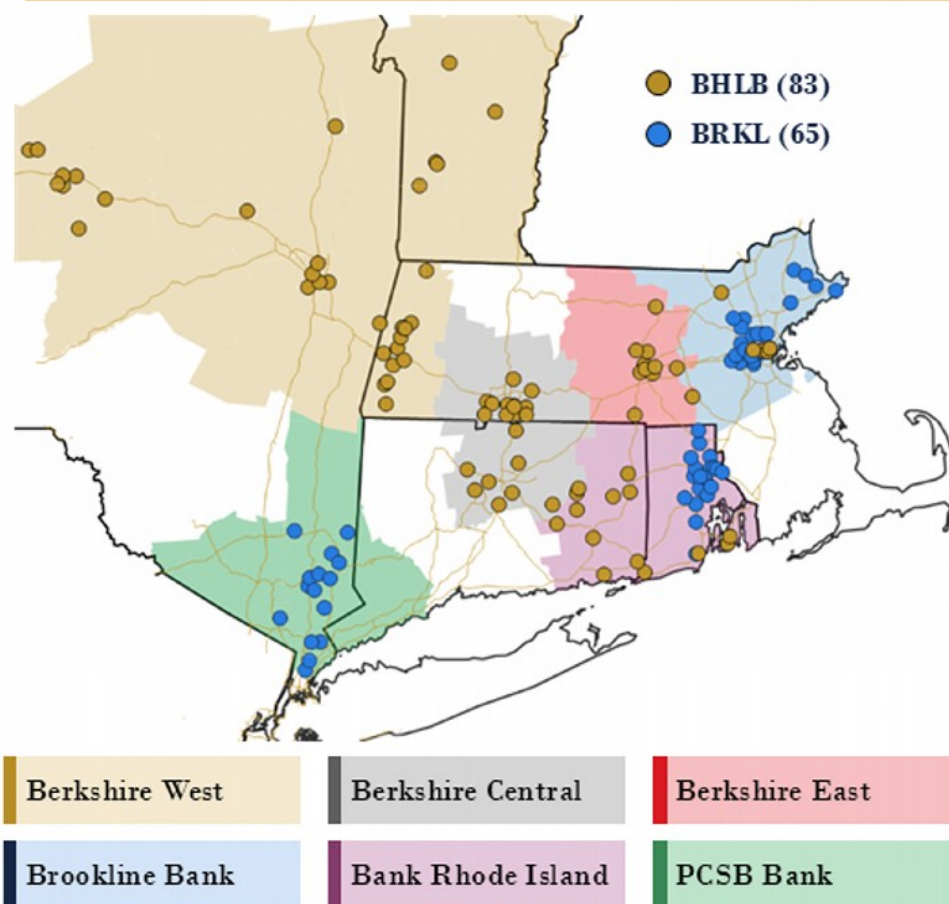 BHLB (83)
BRKL (65)
Berkshire West
Berkshire Central
Berkshire East
Brookline Bank
Bank Rhode Island
PCSB Bank